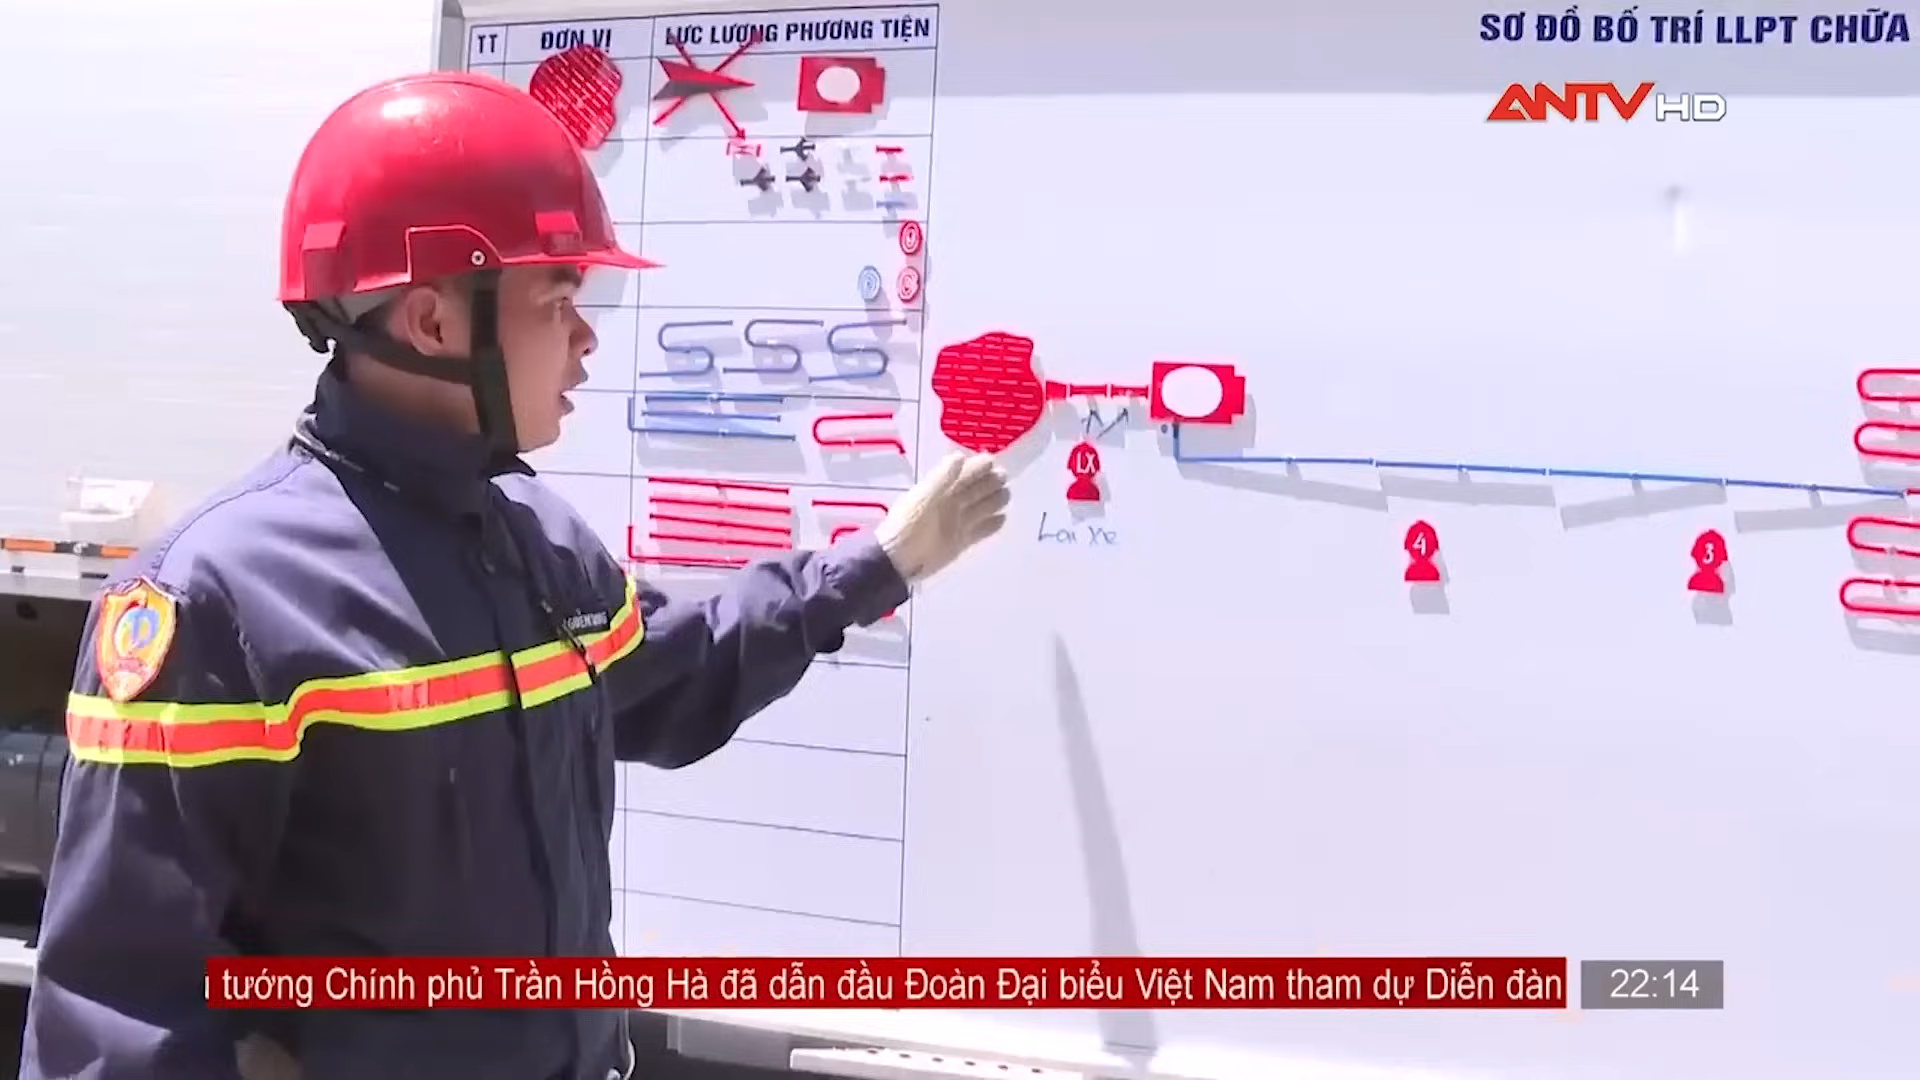 TT ĐƠN VỊ LỰC LƯỢNG PHƯƠNG TIỆN
SƠ ĐỒ BỐ TRÍ LLPT CHỮA
ANTV HD
LX
Lái xe
4
3
tướng Chính phủ Trần Hồng Hà đã dẫn đầu Đoàn Đại biểu Việt Nam tham dự Diễn đàn
22:14